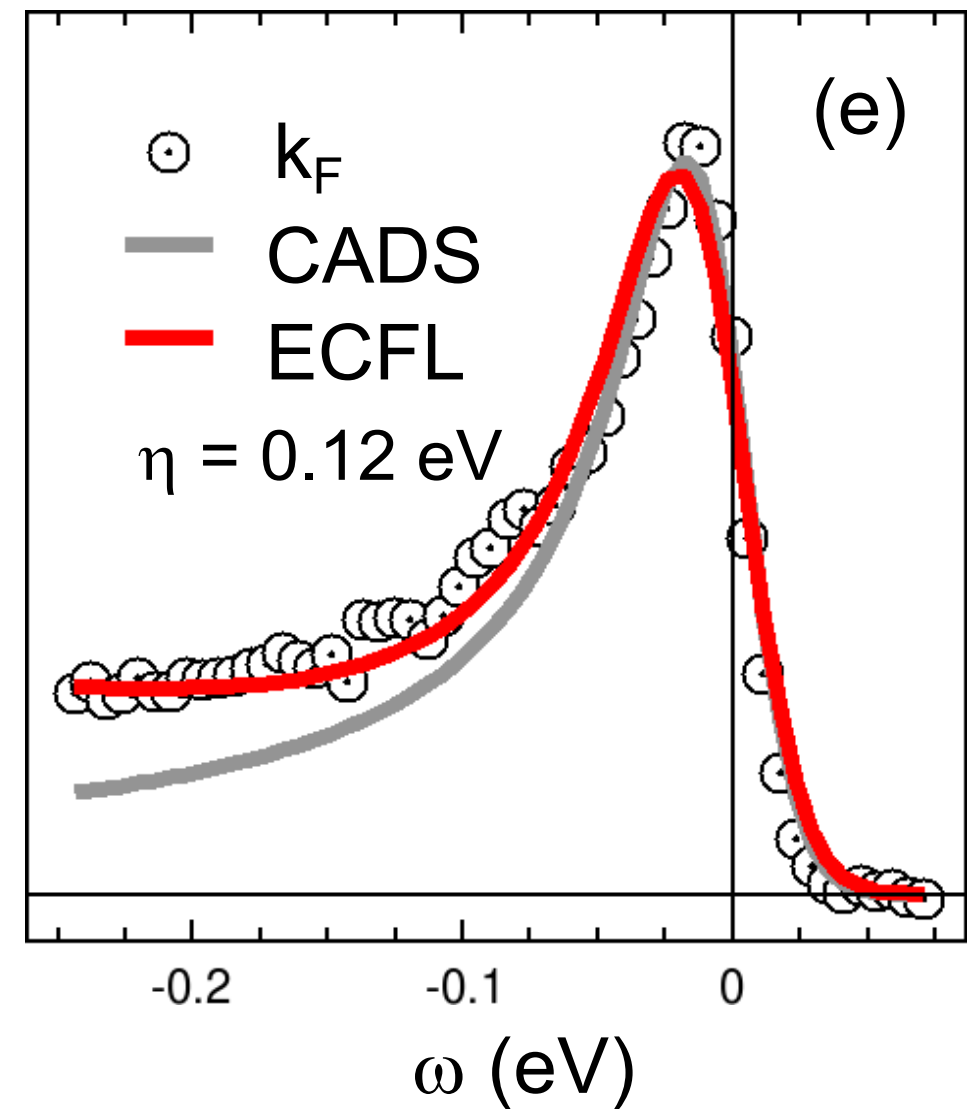 (e)
k_F
CADS
ECFL
η = 0.12 eV
-0.2 -0.1 0
ω (eV)